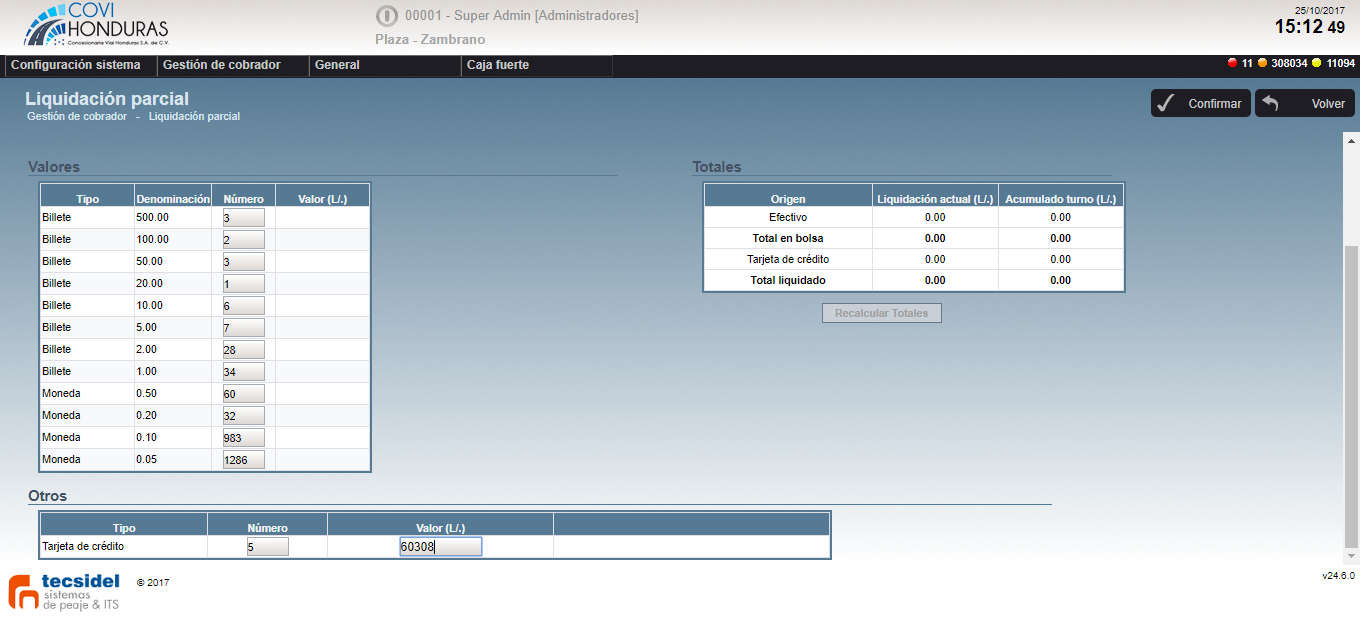 COVI
HONDURAS
Concesionaria Vial Honduras S.A. de C.V.
00001 - Super Admin [Administradores]
Plaza - Zambrano
25/10/2017
15:12 49
Configuración sistema Gestión de cobrador General Caja fuerte 11 308034 11094
Liquidación parcial
Gestión de cobrador - Liquidación parcial
Confirmar Volver
Valores
Tipo Denominación Número Valor (L/.)
Billete 500.00 3
Billete 100.00 2
Billete 50.00 3
Billete 20.00 1
Billete 10.00 6
Billete 5.00 7
Billete 2.00 28
Billete 1.00 34
Moneda 0.50 60
Moneda 0.20 32
Moneda 0.10 983
Moneda 0.05 1286
Totales
Origen Liquidación actual (L/.) Acumulado turno (L/.)
Efectivo 0.00 0.00
Total en bolsa 0.00 0.00
Tarjeta de crédito 0.00 0.00
Total liquidado 0.00 0.00
Recalcular Totales
Otros
Tipo Número Valor (L/.)
Tarjeta de crédito 5 60308
tecsidel
sistemas
de peaje & ITS
© 2017
v24.6.0